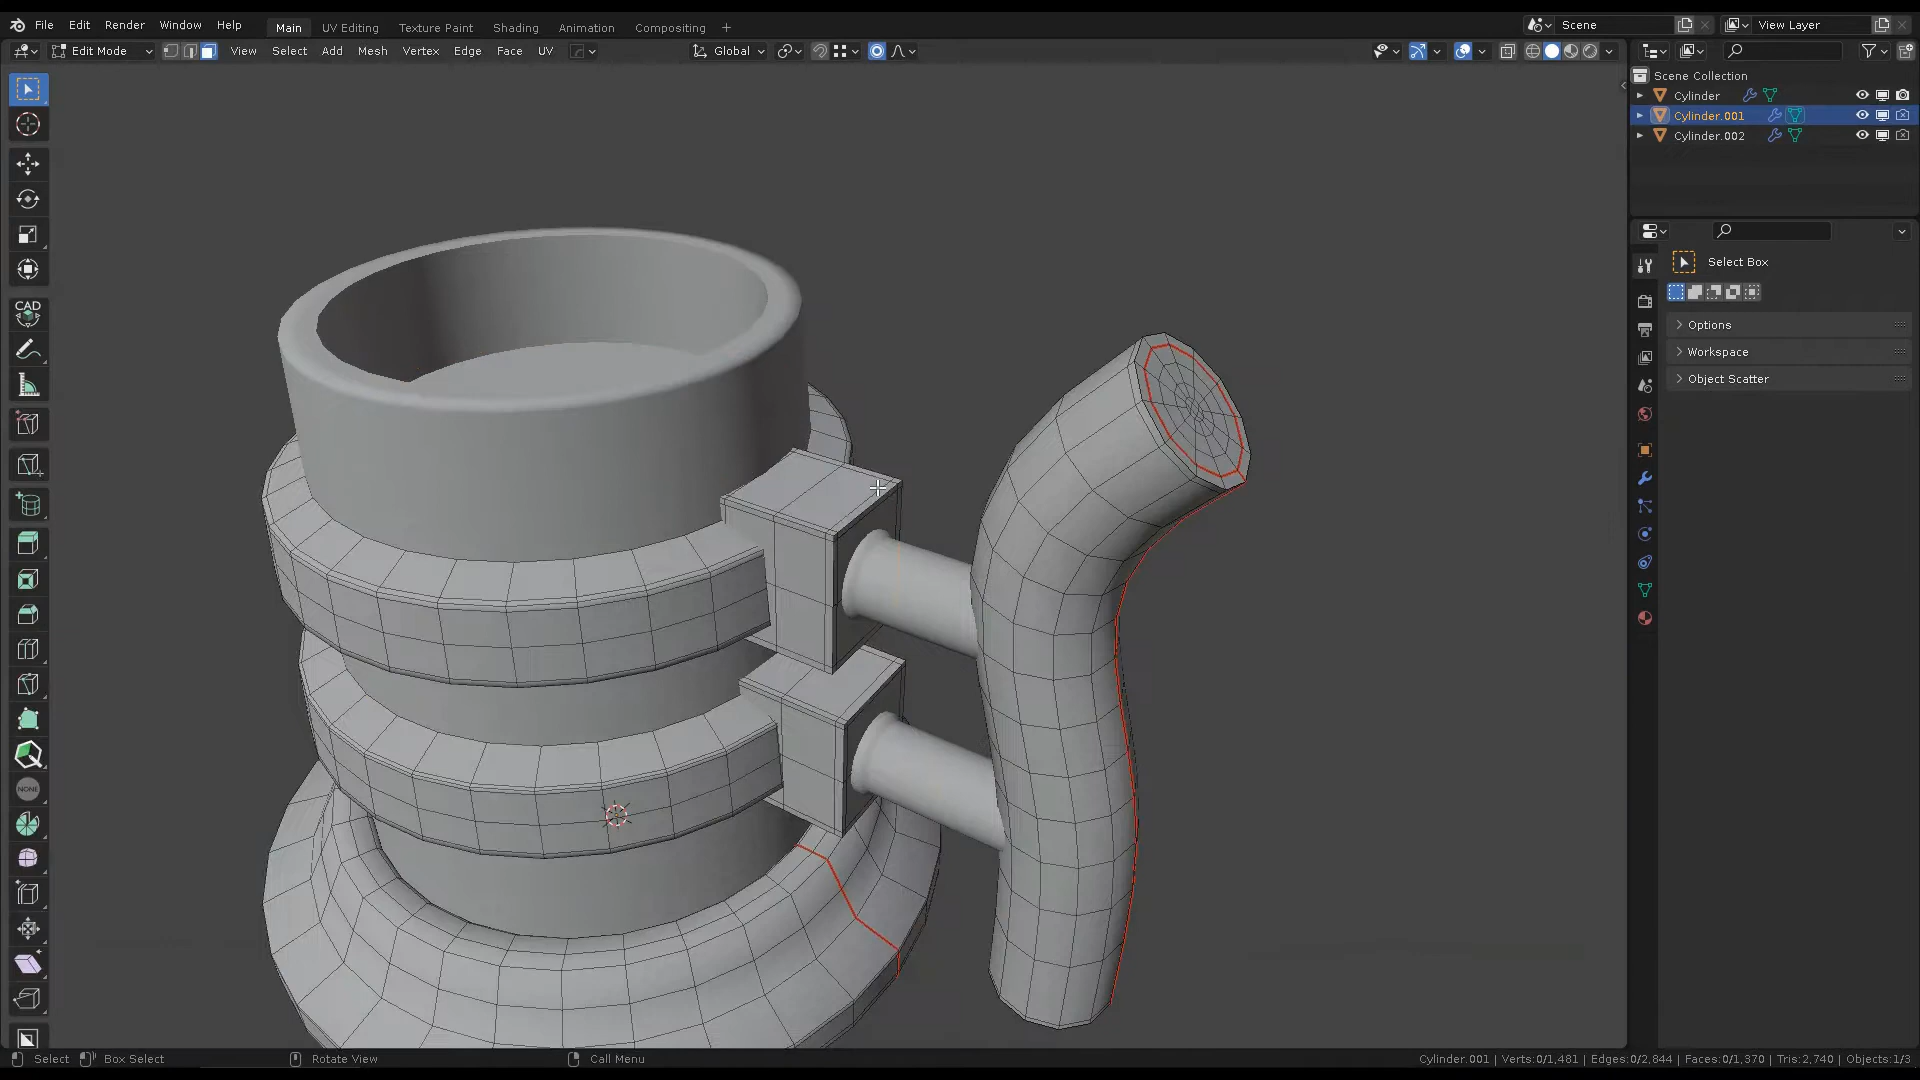 File Edit Render Window Help Main UV Editing Texture Paint Shading Animation Compositing + Scene View Layer
Edit Mode View Select Add Mesh Vertex Edge Face UV Global
Scene Collection
Cylinder
Cylinder.001
Cylinder.002
Select Box
Options
Workspace
Object Scatter
CAD
NONE
Select Box Select Rotate View Call Menu Cylinder.001 | Verts:0/1,481 | Edges:0/2,844 | Faces:0/1,370 | Tris:2,740 | Objects:1/3